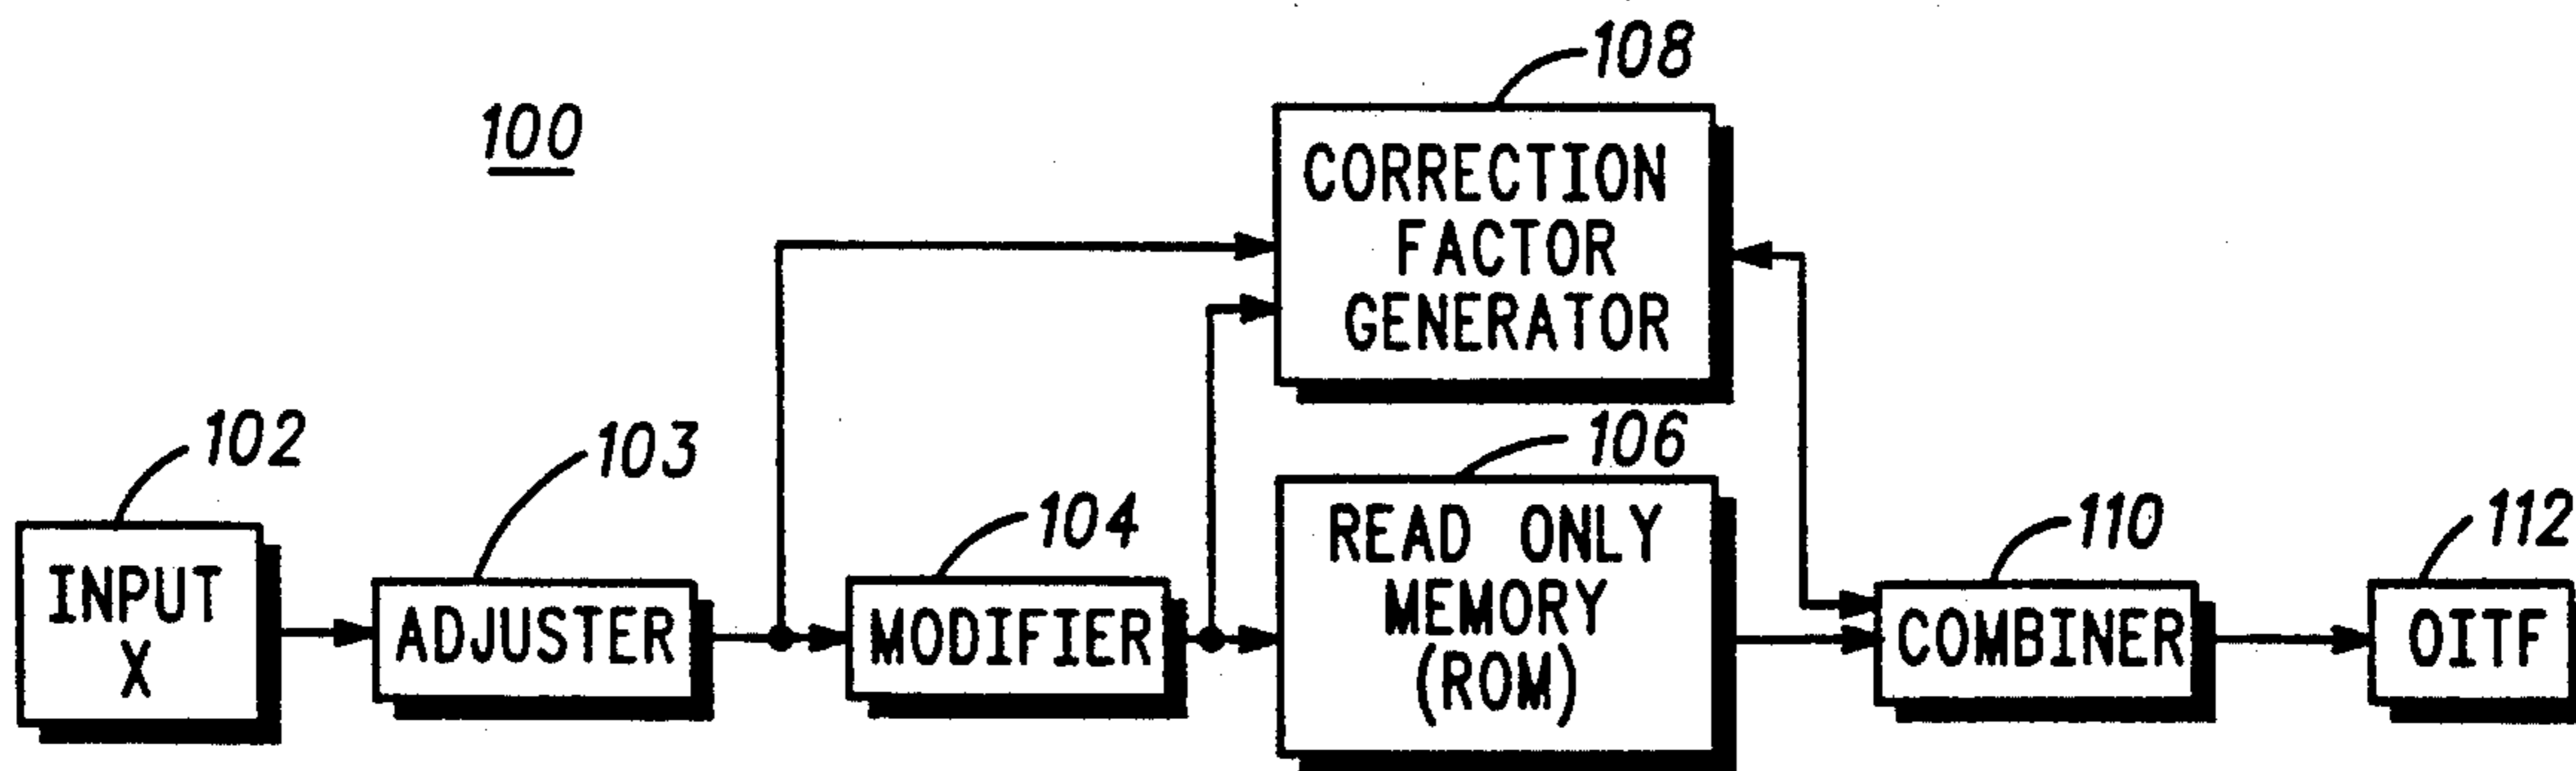 100
108
CORRECTION
FACTOR
GENERATOR
102
INPUT
X
103
ADJUSTER
104
MODIFIER
106
READ ONLY
MEMORY
(ROM)
110
COMBINER
112
OITF